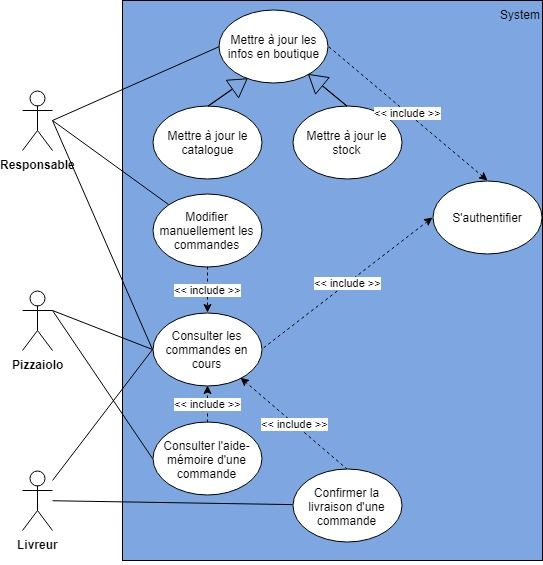 System
Mettre à jour les
infos en boutique
<< include >>
Responsable
Mettre à jour le
catalogue
Mettre à jour le
stock
Modifier
manuellement les
commandes
S'authentifier
<< include >>
<< include >>
Pizzaiolo
Consulter les
commandes en
cours
<< include >>
<< include >>
Consulter l'aide-
mémoire d'une
commande
Confirmer la
livraison d'une
commande
Livreur